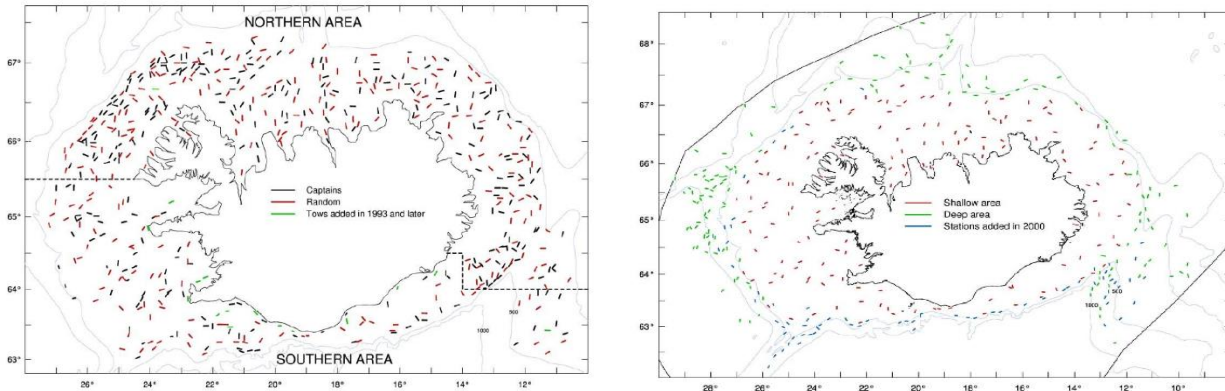 NORTHERN AREA
67°
66°
65°
64°
63°
Captains
Random
Tows added in 1993 and later
500
1000
SOUTHERN AREA
26° 24° 22° 20° 18° 16° 14° 12°
68°
67°
66°
65°
64°
63°
Shallow area
Deep area
Stations added in 2000
500
1000
28° 26° 24° 22° 20° 18° 16° 14° 12° 10°